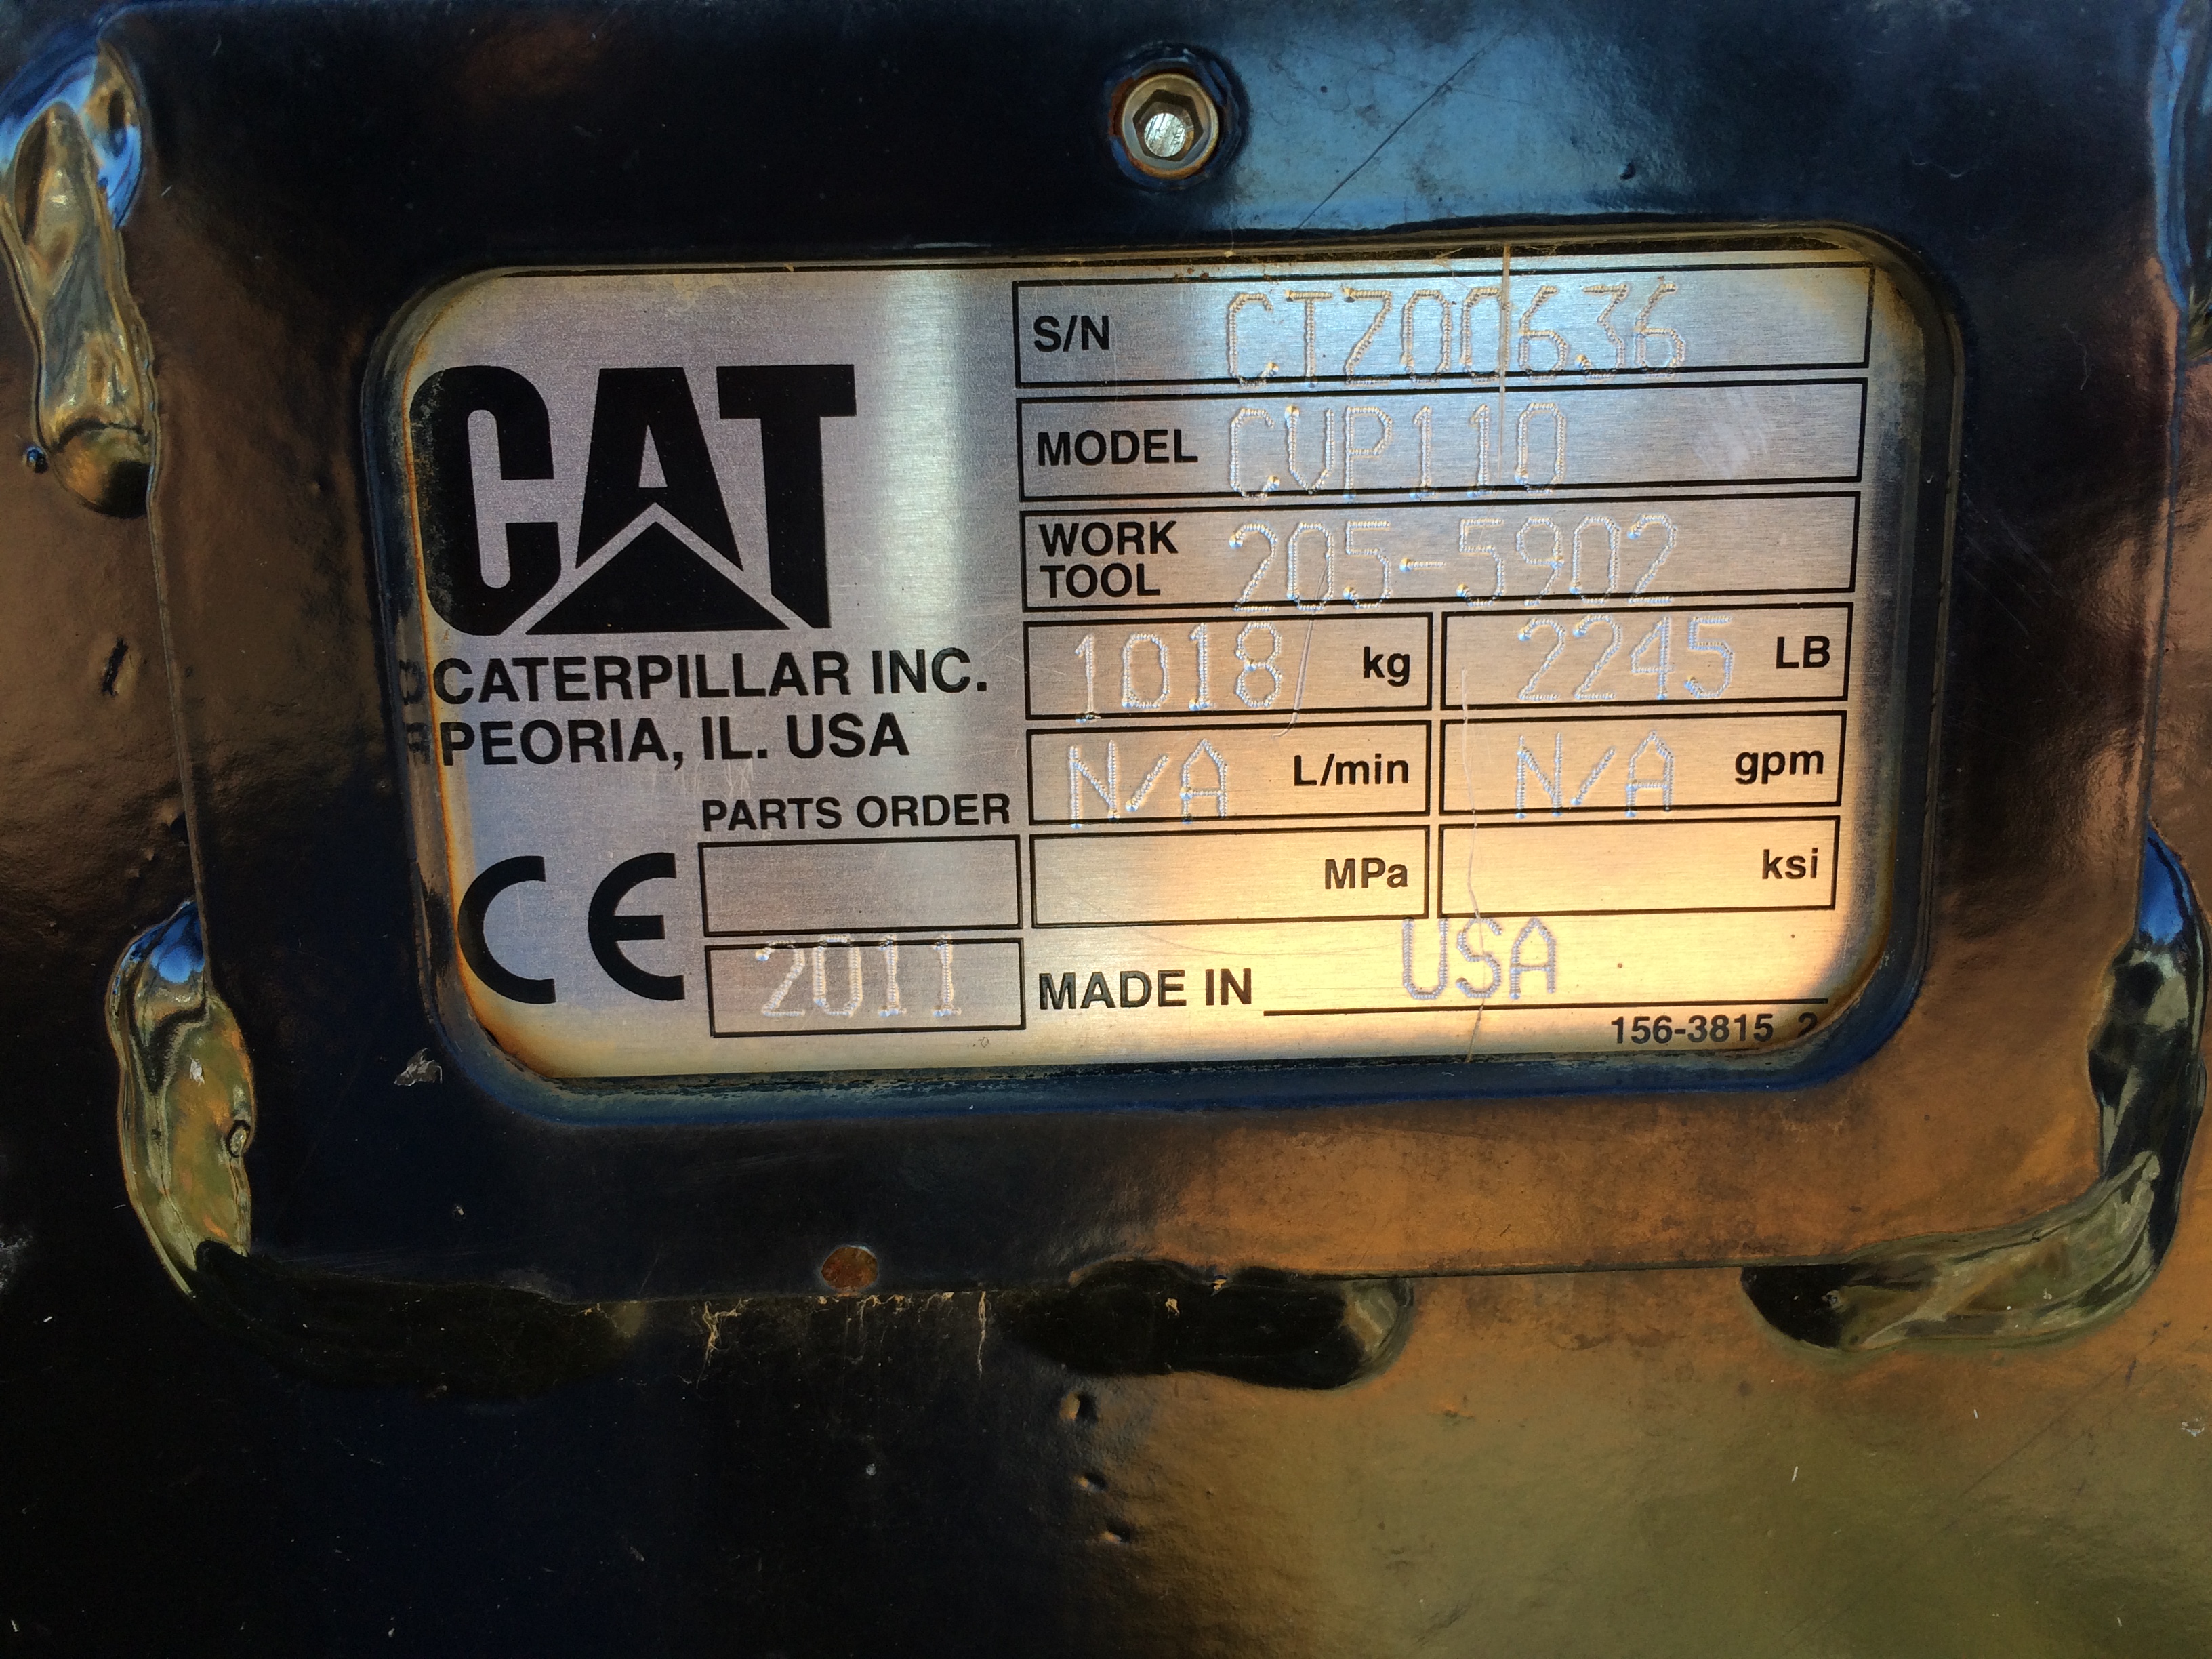 CAT
CATERPILLAR INC.
PEORIA, IL. USA
S/N CTZ00636
MODEL CVP110
WORK TOOL 205-5902
1018 kg 2245 LB
N/A L/min N/A gpm
PARTS ORDER
MPa ksi
CE
2011
MADE IN USA
156-3815 2